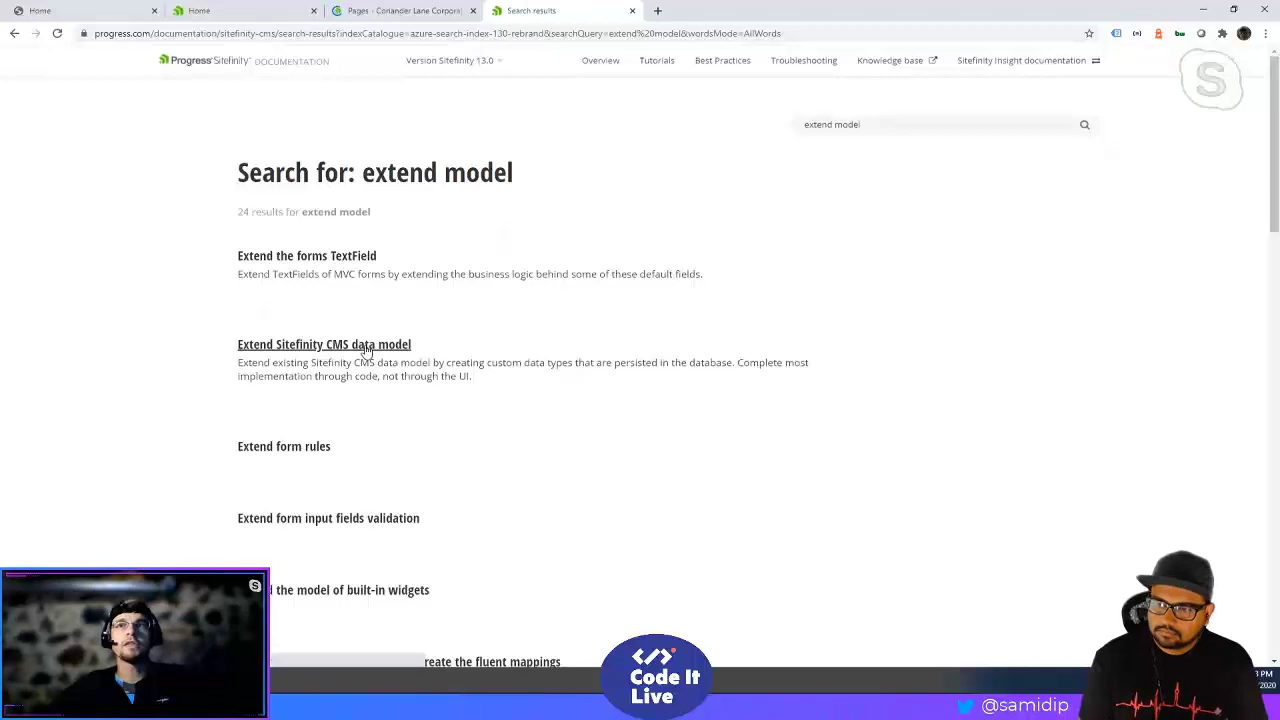 Home
Home
Pages - Coriander Lane Corporat
Search results
progress.com/documentation/sitefinity-cms/search-results?indexCatalogue=azure-search-index-130-rebrand&searchQuery=extend%20model&wordsMode=AllWords
Progress Sitefinity DOCUMENTATION
Version Sitefinity 13.0
Overview
Tutorials
Best Practices
Troubleshooting
Knowledge base
Sitefinity Insight documentation
extend model
Search for: extend model
24 results for extend model
Extend the forms TextField
Extend TextFields of MVC forms by extending the business logic behind some of these default fields.
Extend Sitefinity CMS data model
Extend existing Sitefinity CMS data model by creating custom data types that are persisted in the database. Complete most
implementation through code, not through the UI.
Extend form rules
Extend form input fields validation
the model of built-in widgets
reate the fluent mappings